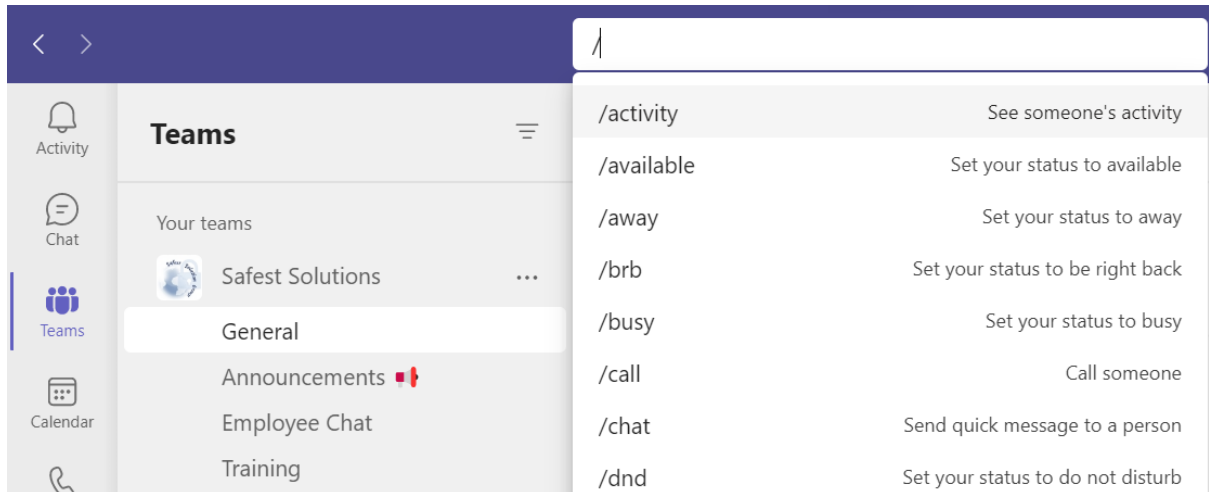 /
Activity
Chat
Teams
Calendar
Teams
Your teams
Safest Solutions
General
Announcements
Employee Chat
Training
/activity See someone's activity
/available Set your status to available
/away Set your status to away
/brb Set your status to be right back
/busy Set your status to busy
/call Call someone
/chat Send quick message to a person
/dnd Set your status to do not disturb